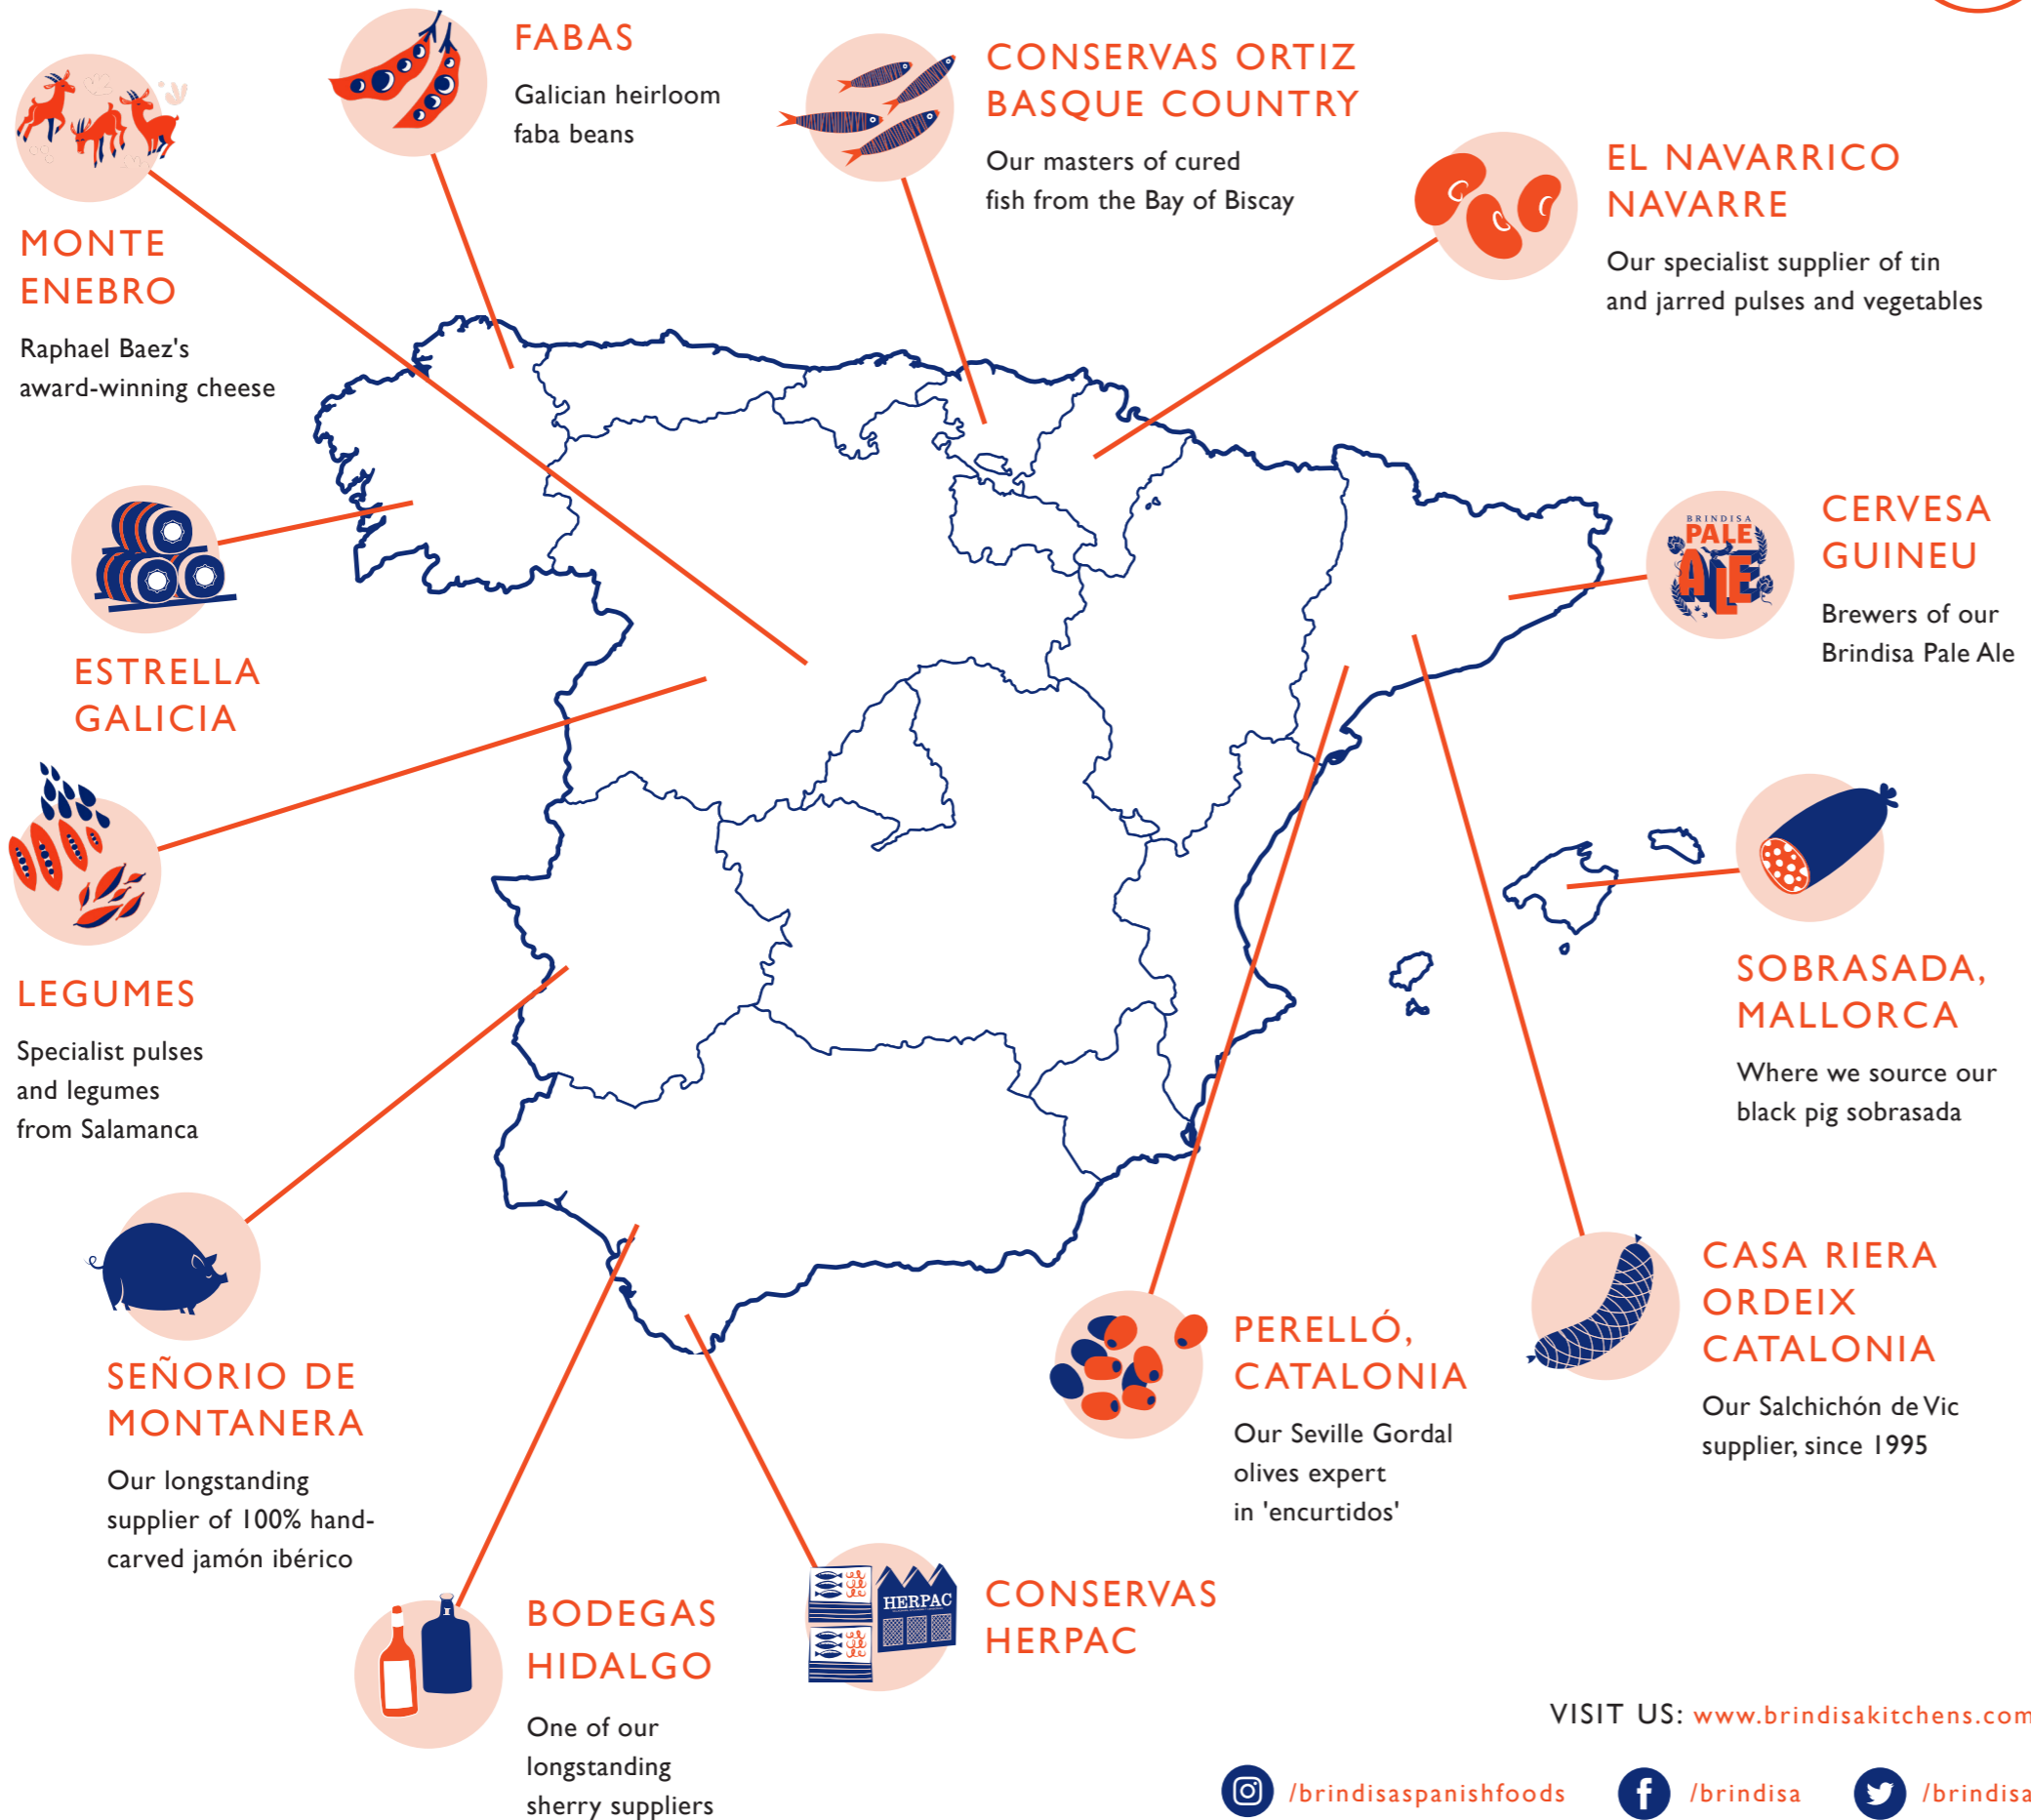 FABAS
Galician heirloom
faba beans
CONSERVAS ORTIZ
BASQUE COUNTRY
Our masters of cured
fish from the Bay of Biscay
EL NAVARRICO
NAVARRE
Our specialist supplier of tin
and jarred pulses and vegetables
MONTE
ENEBRO
Raphael Baez's
award-winning cheese
BRINDISA
PALE
ALE
CERVESA
GUINEU
Brewers of our
Brindisa Pale Ale
ESTRELLA
GALICIA
LEGUMES
Specialist pulses
and legumes
from Salamanca
SOBRASADA,
MALLORCA
Where we source our
black pig sobrasada
SEÑORIO DE
MONTANERA
Our longstanding
supplier of 100% hand-
carved jamón ibérico
PERELLÓ,
CATALONIA
Our Seville Gordal
olives expert
in 'encurtidos'
CASA RIERA
ORDEIX
CATALONIA
Our Salchichón de Vic
supplier, since 1995
BODEGAS
HIDALGO
One of our
longstanding
sherry suppliers
HERPAC
CONSERVAS
HERPAC
VISIT US: www.brindisakitchens.com
/brindisaspanishfoods
/brindisa
/brindisa